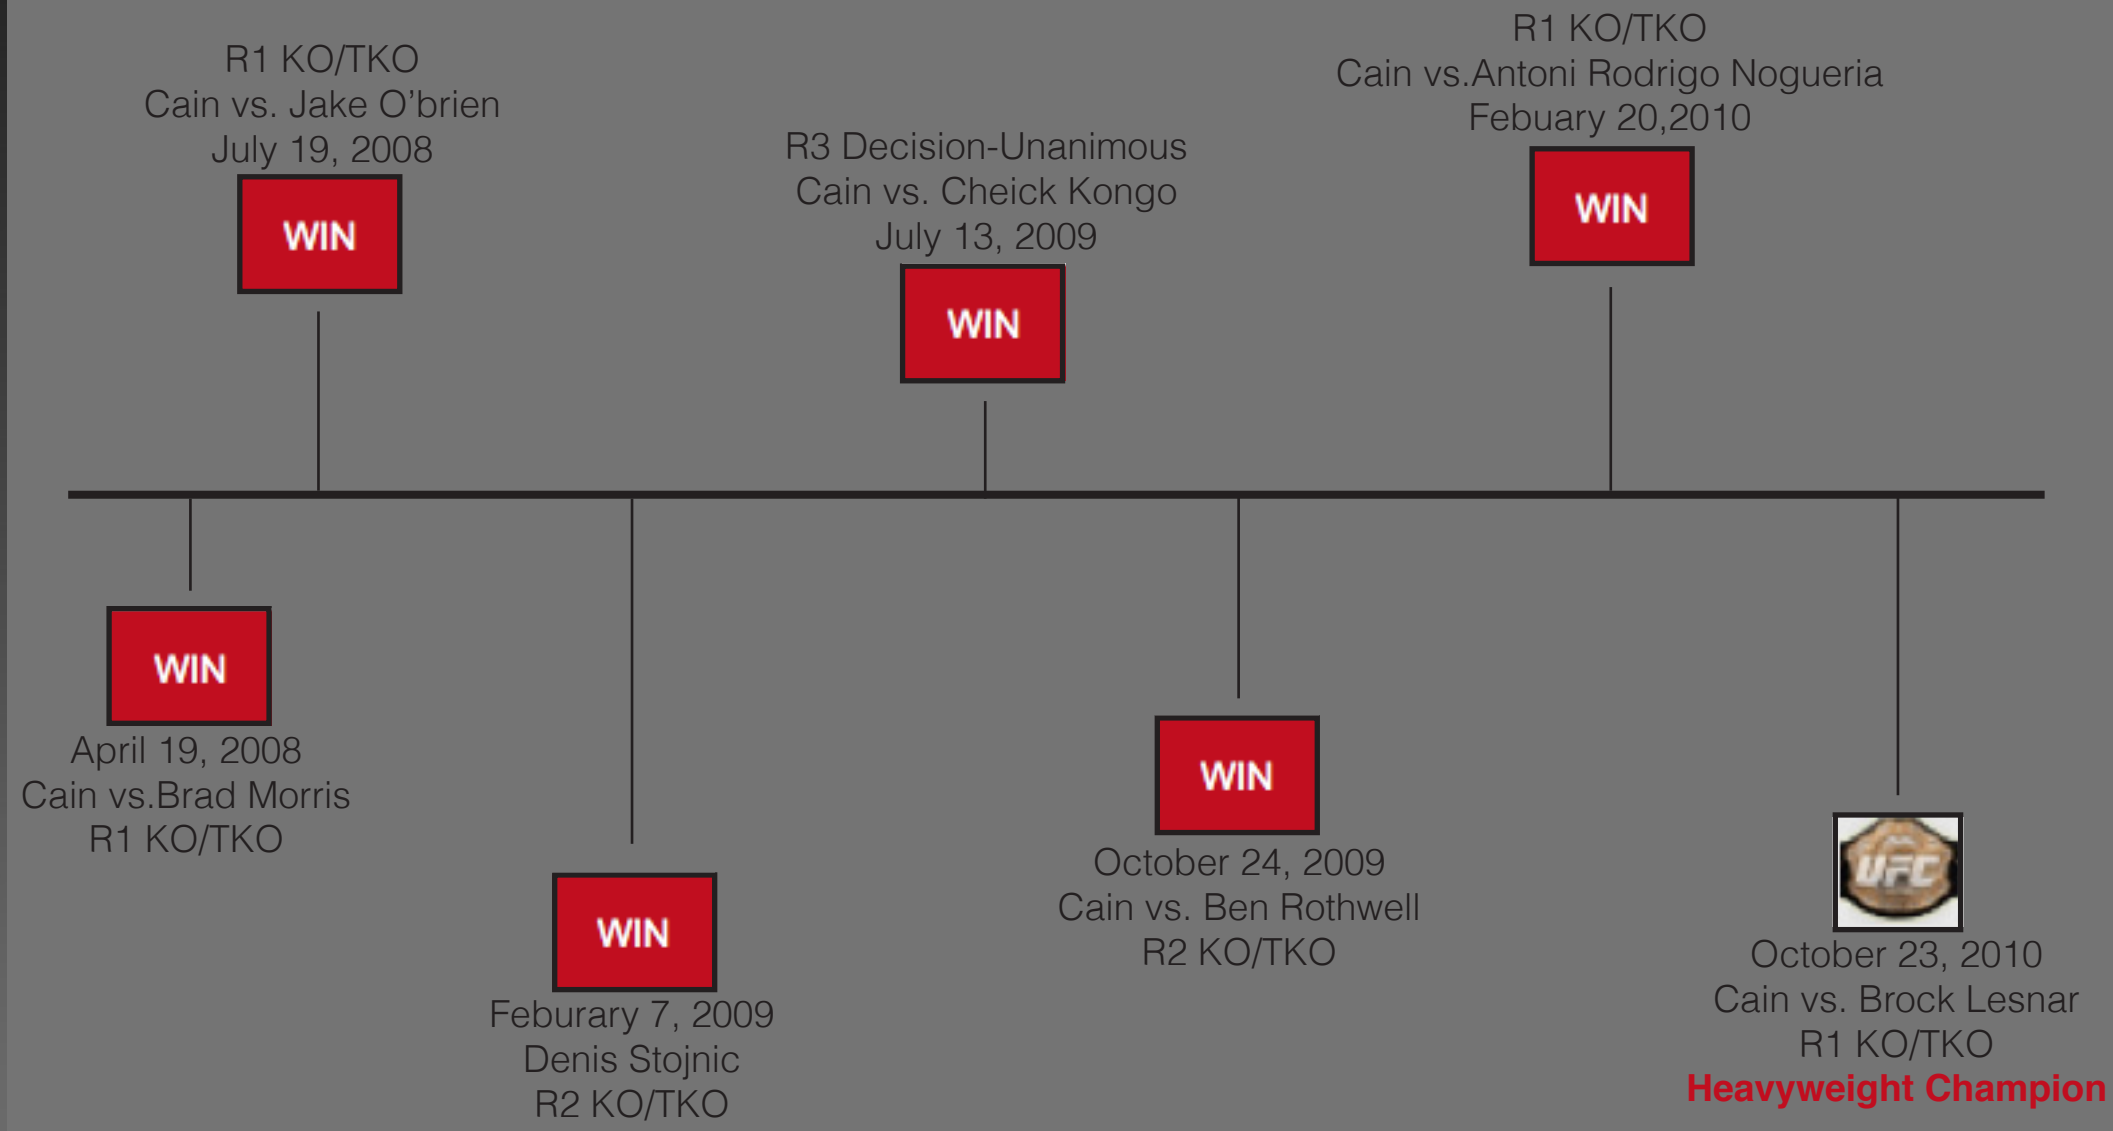 R1 KO/TKO
Cain vs. Jake O'brien
July 19, 2008
WIN
R3 Decision-Unanimous
Cain vs. Cheick Kongo
July 13, 2009
WIN
R1 KO/TKO
Cain vs.Antoni Rodrigo Nogueria
Febuary 20,2010
WIN
WIN
April 19, 2008
Cain vs.Brad Morris
R1 KO/TKO
WIN
Feburary 7, 2009
Denis Stojnic
R2 KO/TKO
WIN
October 24, 2009
Cain vs. Ben Rothwell
R2 KO/TKO
UFC
October 23, 2010
Cain vs. Brock Lesnar
R1 KO/TKO
Heavyweight Champion